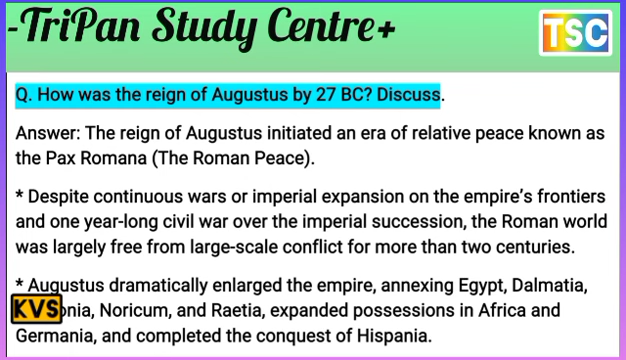 -TriPan Study Centre+
TSC
Q. How was the reign of Augustus by 27 BC? Discuss.
Answer: The reign of Augustus initiated an era of relative peace known as
the Pax Romana (The Roman Peace).
* Despite continuous wars or imperial expansion on the empire's frontiers
and one year-long civil war over the imperial succession, the Roman world
was largely free from large-scale conflict for more than two centuries.
* Augustus dramatically enlarged the empire, annexing Egypt, Dalmatia,
KVS onia, Noricum, and Raetia, expanded possessions in Africa and
Germania, and completed the conquest of Hispania.